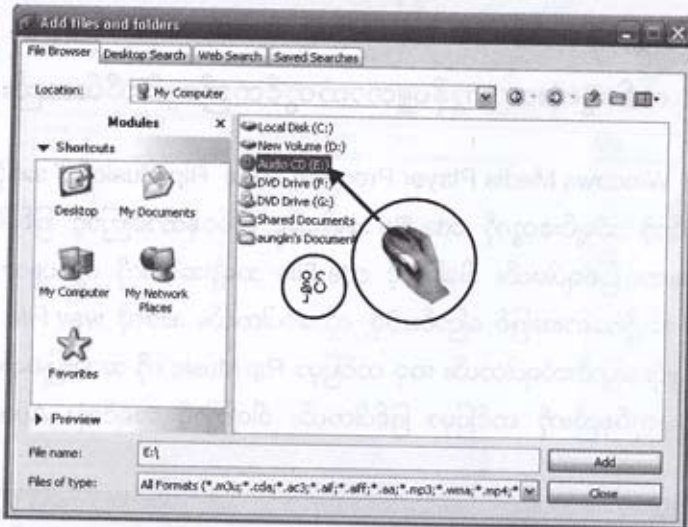 Add files and folders
File Browser Desktop Search Web Search Saved Searches
Location: My Computer
Modules
Shortcuts
Desktop My Documents
My Computer My Network Places
Favorites
Preview
Local Disk (C:)
New Volume (D:)
Audio CD (E:)
DVD Drive (F:)
DVD Drive (G:)
Shared Documents
aunglin's Document
File name: E:\
Add
Files of type: All Formats (*.m3u;*.cda;*.ac3;*.aif;*.aiff;*.aa;*.mp3;*.wma;*.mp4;*
Close